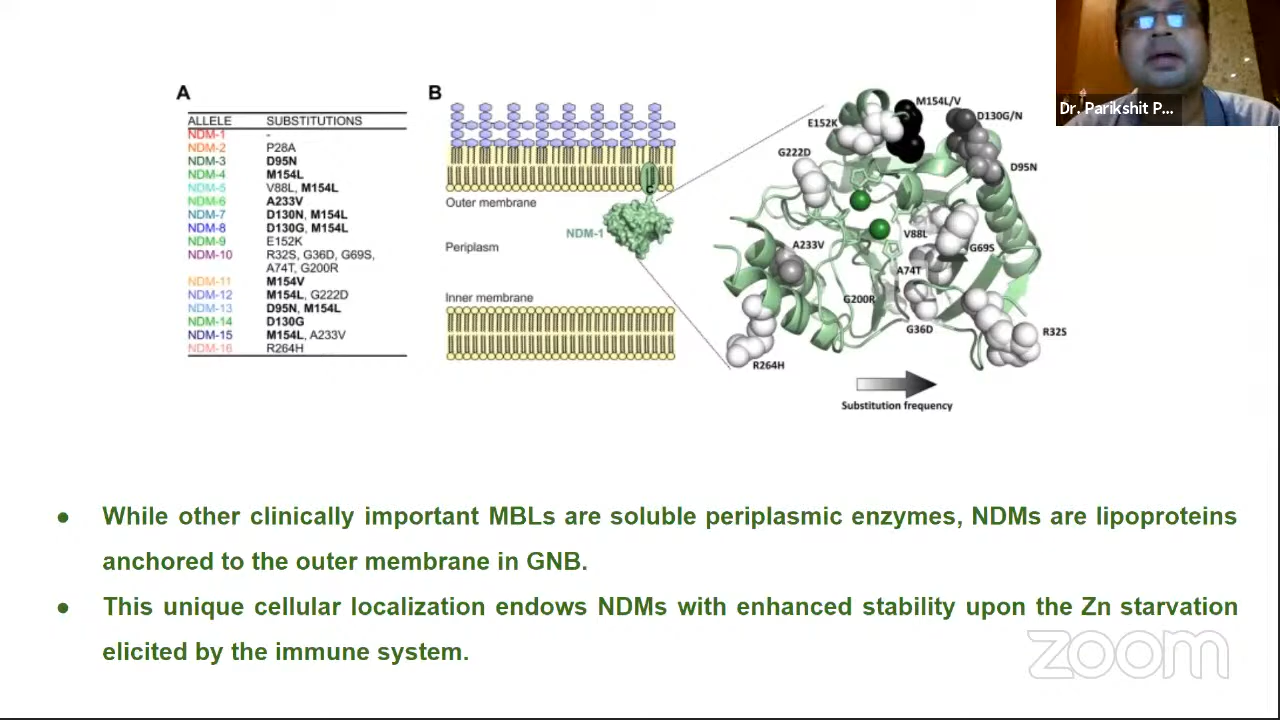 A
ALLELE SUBSTITUTIONS
NDM-1 -
NDM-2 P28A
NDM-3 D95N
NDM-4 M154L
NDM-5 V88L, M154L
NDM-6 A233V
NDM-7 D130N, M154L
NDM-8 D130G, M154L
NDM-9 E152K
NDM-10 R32S, G36D, G69S,
A74T, G200R
NDM-11 M154V
NDM-12 M154L, G222D
NDM-13 D95N, M154L
NDM-14 D130G
NDM-15 M154L, A233V
NDM-16 R264H
B
C
Outer membrane
NDM-1
Periplasm
Inner membrane
M154L/V
E152K
D130G/N
G222D
D95N
V88L
A233V
G69S
A74T
G200R
G36D
R32S
R264H
Substitution frequency
Dr. Parikshit P...
● While other clinically important MBLs are soluble periplasmic enzymes, NDMs are lipoproteins
anchored to the outer membrane in GNB.
● This unique cellular localization endows NDMs with enhanced stability upon the Zn starvation
elicited by the immune system.
zoom